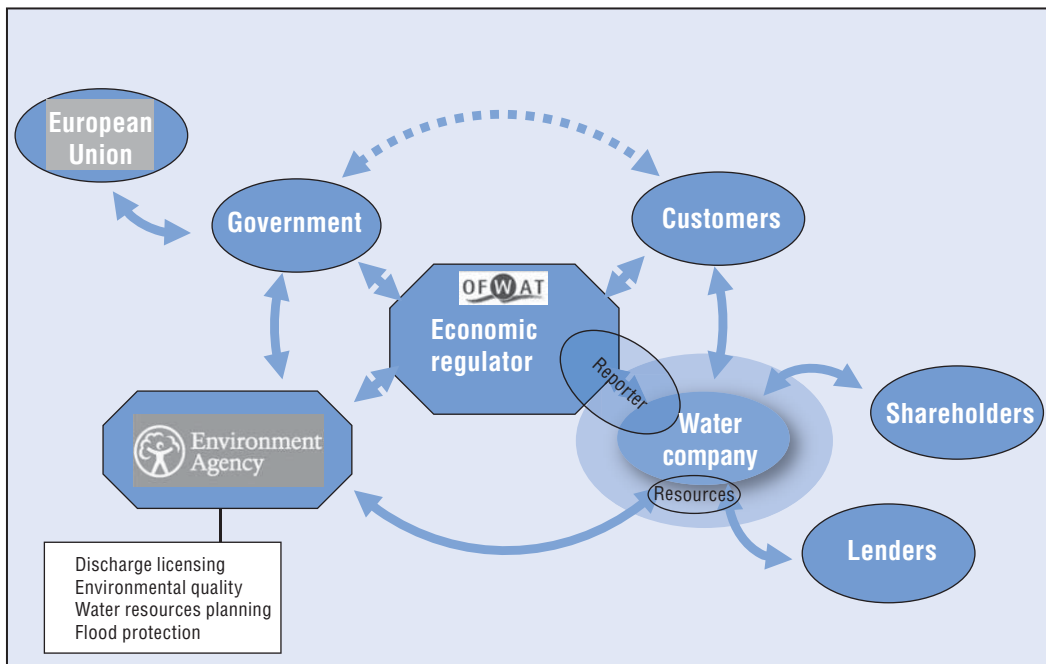 European
Union
Government
Customers
OFWAT
Economic
regulator
Reporter
Water
company
Shareholders
Environment
Agency
Resources
Lenders
Discharge licensing
Environmental quality
Water resources planning
Flood protection